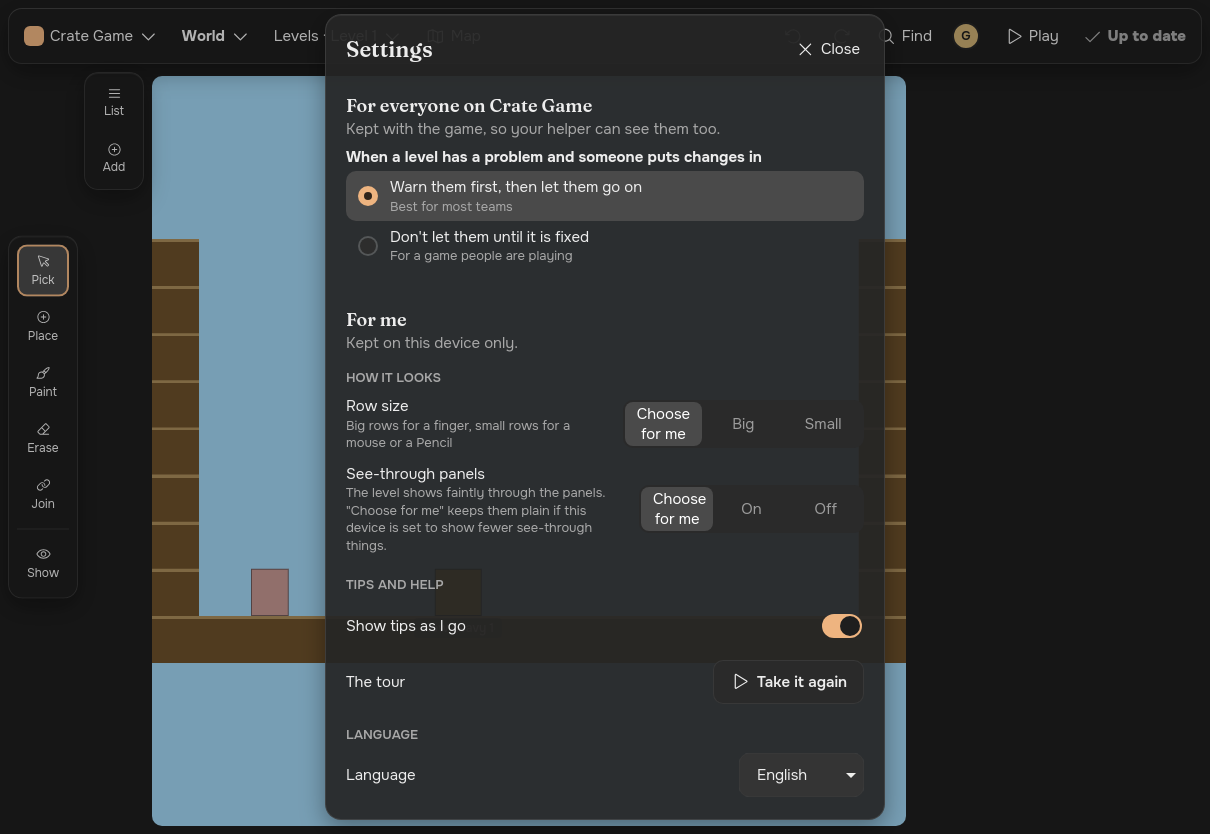 Crate Game
World
Levels · Level 1
Map
Find
G
Play
Up to date
List
Add
Pick
Place
Paint
Erase
Join
Show
Settings
Close
For everyone on Crate Game
Kept with the game, so your helper can see them too.
When a level has a problem and someone puts changes in
Warn them first, then let them go on
Best for most teams
Don't let them until it is fixed
For a game people are playing
For me
Kept on this device only.
HOW IT LOOKS
Row size
Big rows for a finger, small rows for a
mouse or a Pencil
Choose
for me
Big
Small
See-through panels
The level shows faintly through the panels.
"Choose for me" keeps them plain if this
device is set to show fewer see-through
things.
Choose
for me
On
Off
TIPS AND HELP
Show tips as I go
The tour
Take it again
LANGUAGE
Language
English